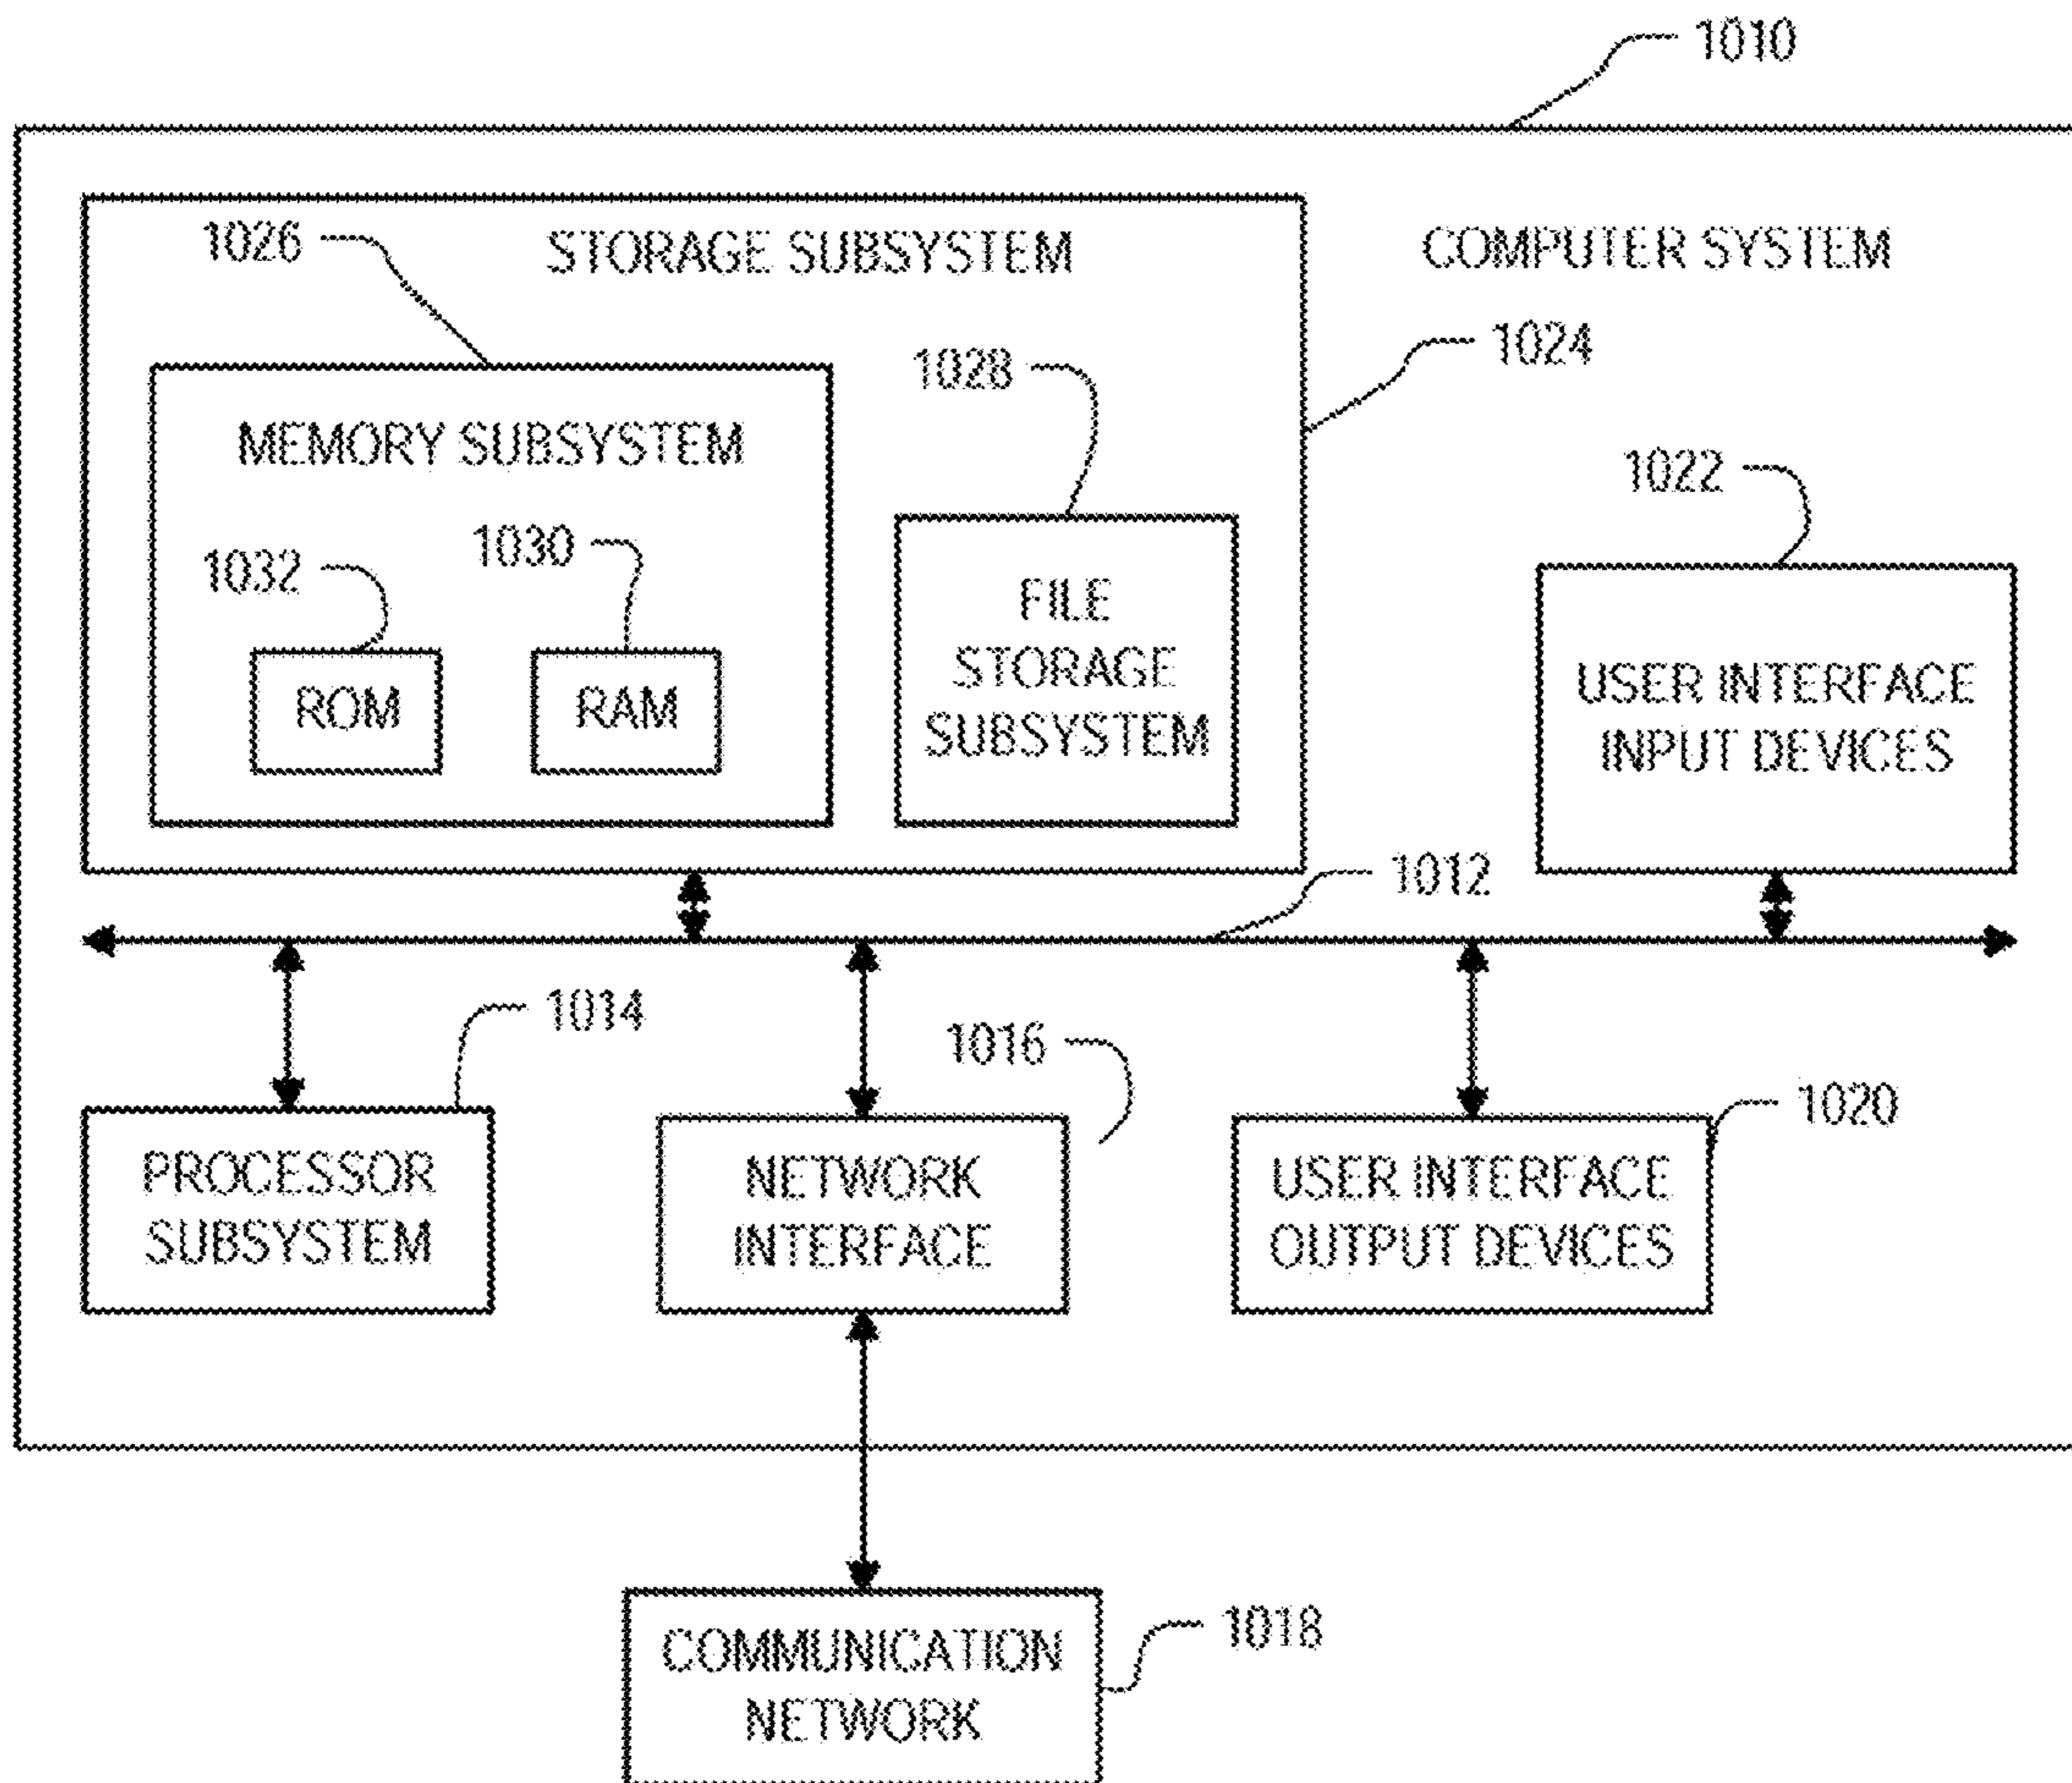 1010
1026
STORAGE SUBSYSTEM
COMPUTER SYSTEM
1024
1028
MEMORY SUBSYSTEM
1022
1032
1030
FILE
STORAGE
SUBSYSTEM
ROM
RAM
USER INTERFACE
INPUT DEVICES
1012
1014
1016
1020
PROCESSOR
SUBSYSTEM
NETWORK
INTERFACE
USER INTERFACE
OUTPUT DEVICES
1018
COMMUNICATION
NETWORK